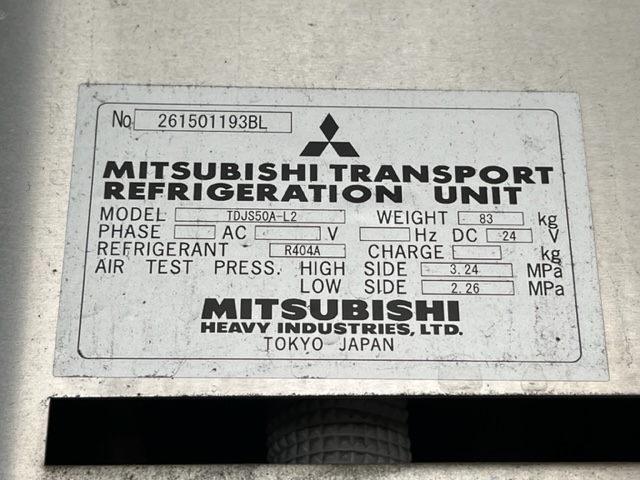 No. 261501193BL
MITSUBISHI TRANSPORT
REFRIGERATION UNIT
MODEL TDJS50A-L2 WEIGHT 83 kg
PHASE AC V Hz DC 24 V
REFRIGERANT R404A CHARGE kg
AIR TEST PRESS. HIGH SIDE 3.24 MPa
LOW SIDE 2.26 MPa
MITSUBISHI
HEAVY INDUSTRIES, LTD.
TOKYO JAPAN